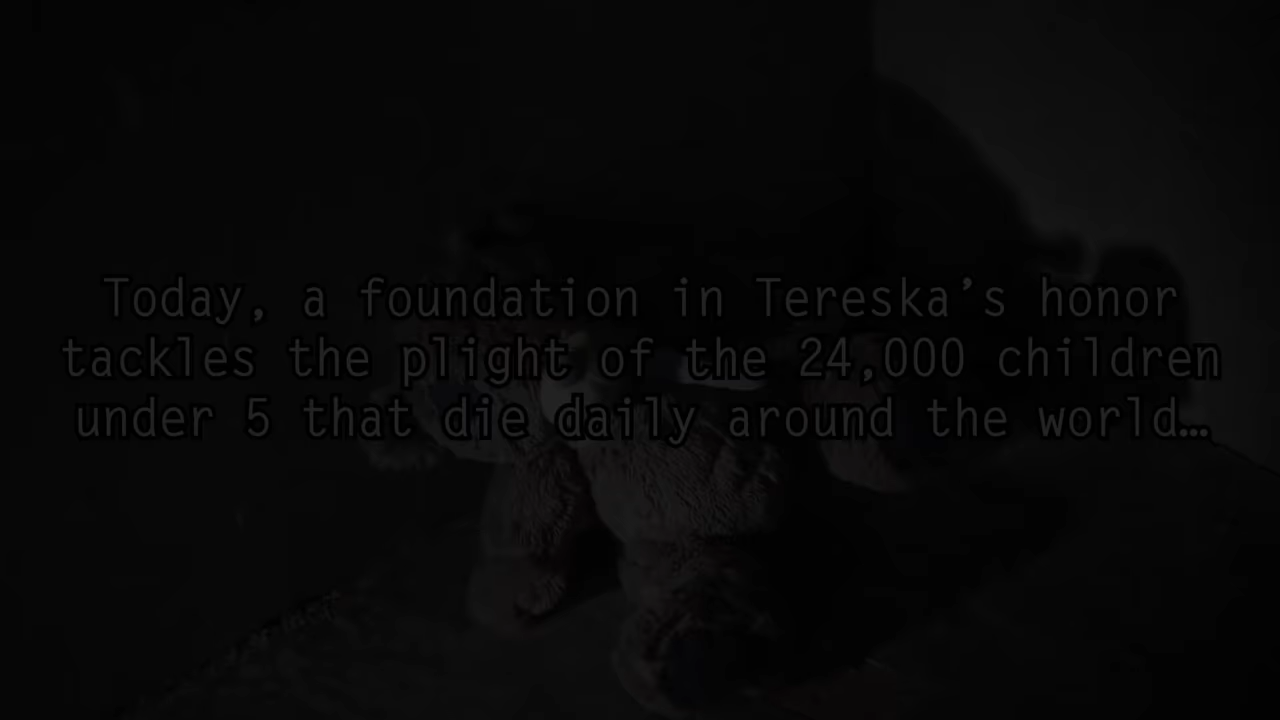 Today, a foundation in Tereska’s honor
tackles the plight of the 24,000 children
under 5 that die daily around the world…